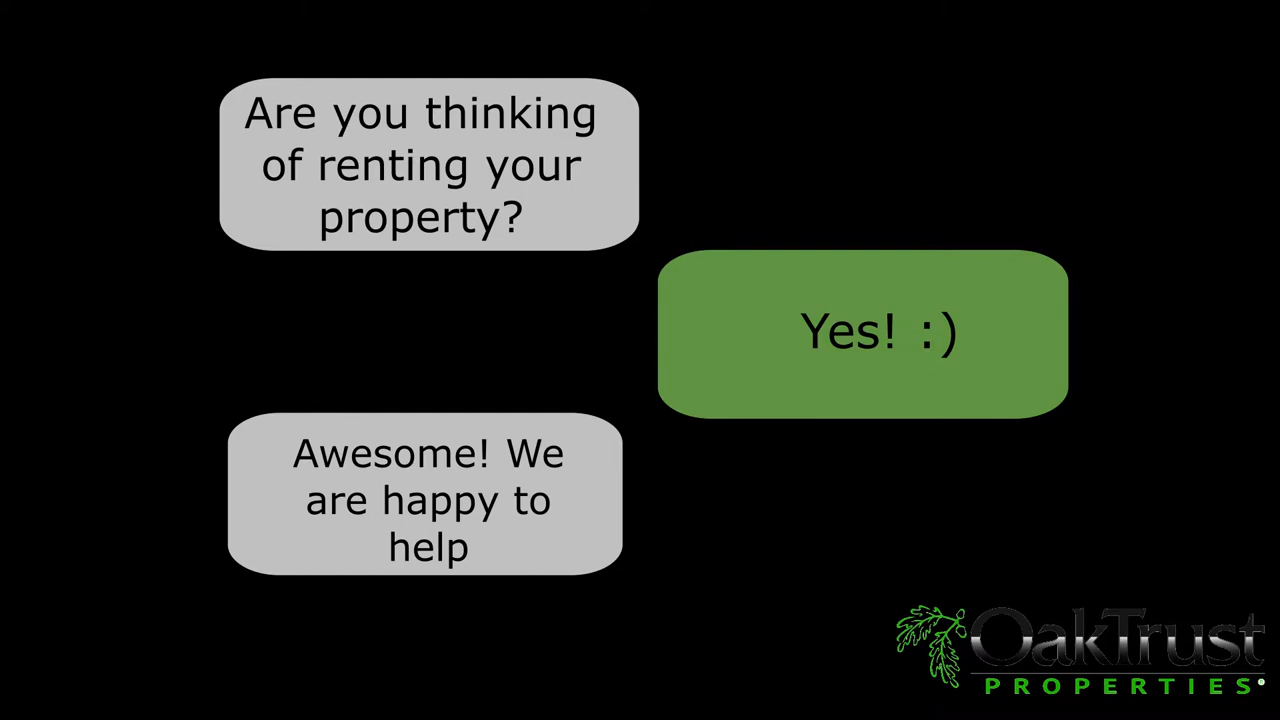 Are you thinking
of renting your
property?
Yes! :)
Awesome! We
are happy to
help
OakTrust
PROPERTIES